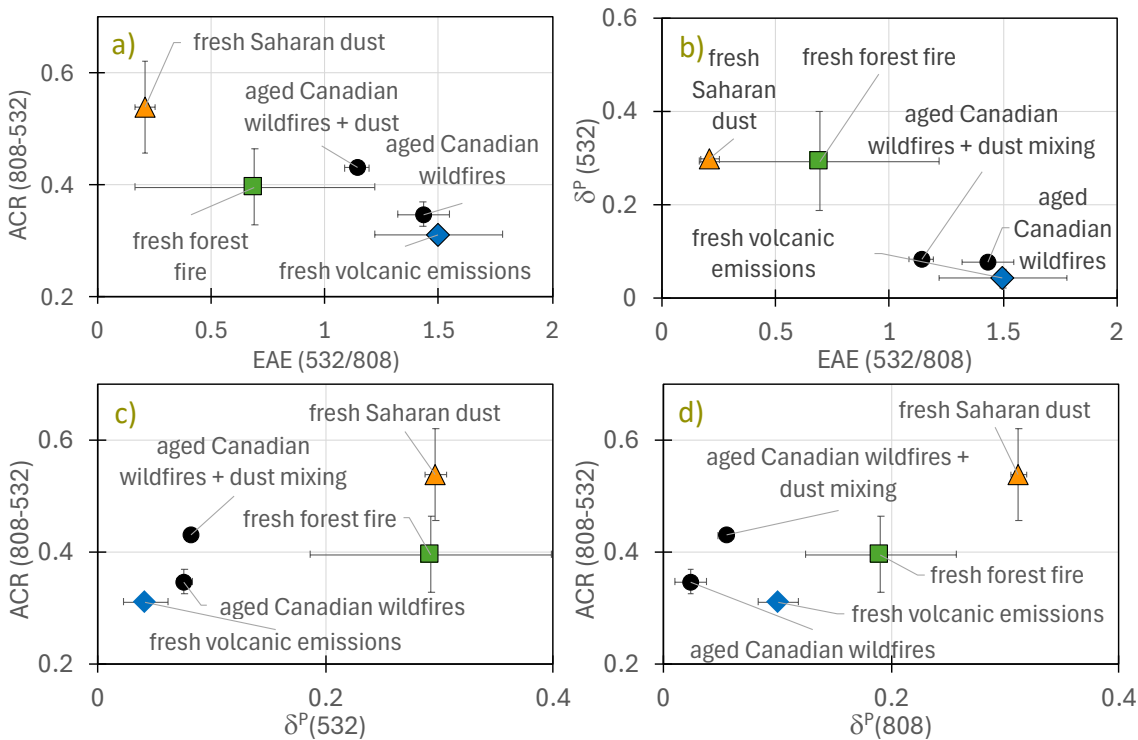 a)
fresh Saharan dust
aged Canadian
wildfires + dust
aged Canadian
wildfires
fresh forest
fire
fresh volcanic emissions
ACR (808-532)
0.6
0.4
0.2
0
0.5
1
1.5
2
EAE (532/808)
b)
fresh
Saharan
dust
fresh forest fire
aged Canadian
wildfires + dust mixing
fresh volcanic
emissions
aged
Canadian
wildfires
δᴾ (532)
0.6
0.4
0.2
0
0
0.5
1
1.5
2
EAE (532/808)
c)
fresh Saharan dust
aged Canadian
wildfires + dust mixing
fresh forest fire
aged Canadian wildfires
fresh volcanic emissions
ACR (808-532)
0.6
0.4
0.2
0
0.2
0.4
δᴾ(532)
d)
fresh Saharan dust
aged Canadian wildfires +
dust mixing
fresh forest fire
fresh volcanic emissions
aged Canadian wildfires
ACR (808-532)
0.6
0.4
0.2
0
0.2
0.4
δᴾ(808)